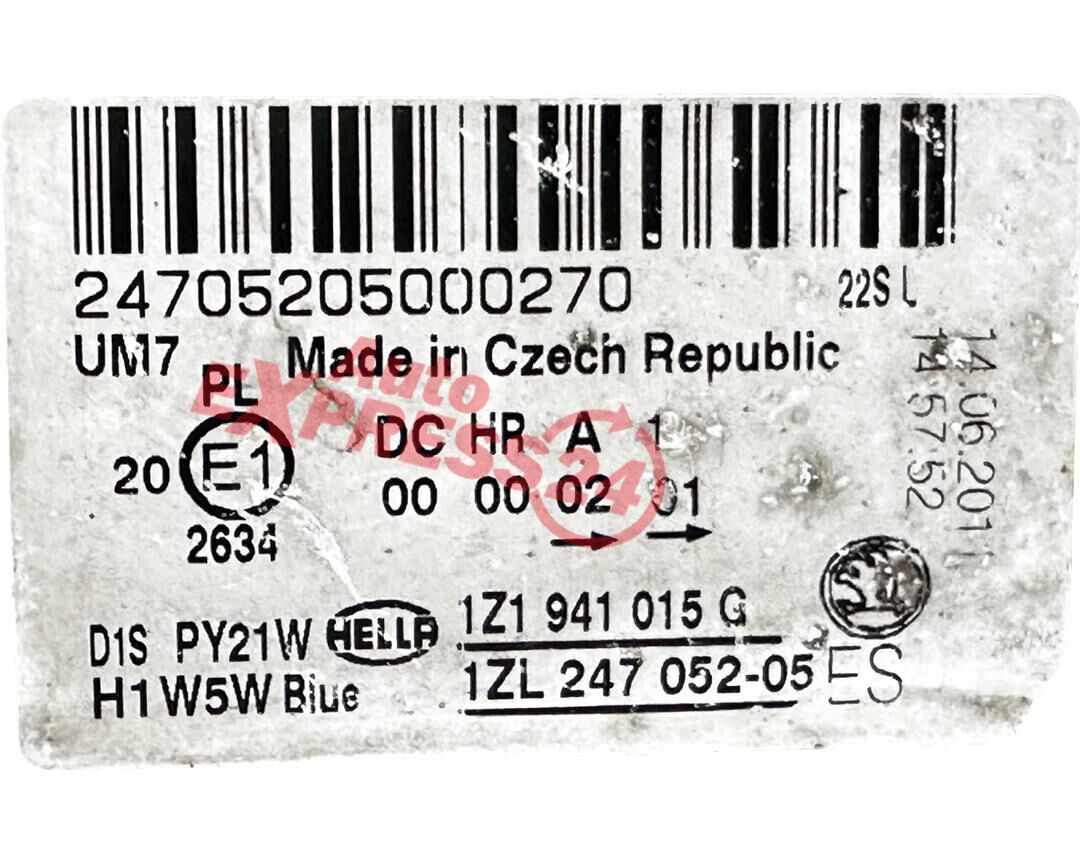 24705205000270 22S L
UM7 Made in Czech Republic
PL
DC HR A 1
20 E1 00 00 02 01
2634
14.06.2011
14:57:52
D1S PY21W HELLA 1Z1 941 015 G
H1 W5W Blue 1ZL 247 052-05 ES
Auto
EXPRESS24